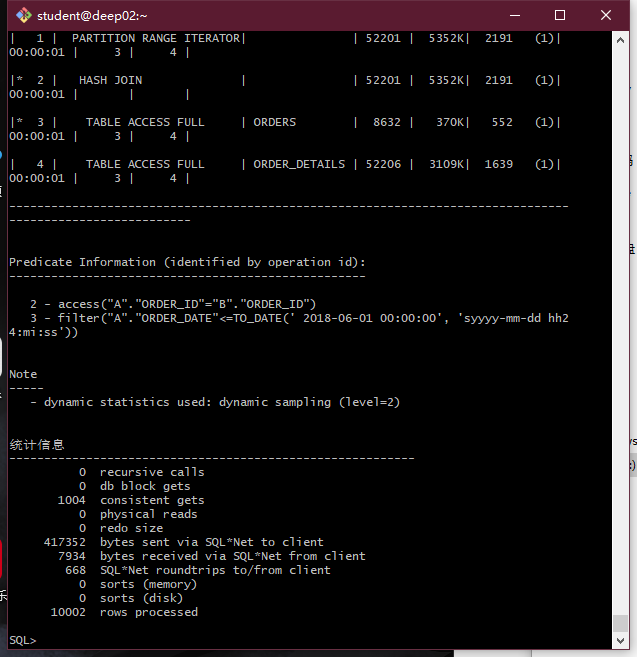 student@deep02:~
|   1 |  PARTITION RANGE ITERATOR|               | 52201 |  5352K|  2191   (1)|
00:00:01 |     3 |     4 |
|*  2 |   HASH JOIN              |               | 52201 |  5352K|  2191   (1)|
00:00:01 |       |       |
|*  3 |    TABLE ACCESS FULL     | ORDERS        |  8632 |   370K|   552   (1)|
00:00:01 |     3 |     4 |
|   4 |    TABLE ACCESS FULL     | ORDER_DETAILS | 52206 |  3109K|  1639   (1)|
00:00:01 |     3 |     4 |
--------------------------------------------------------------------------------
--------------------------
Predicate Information (identified by operation id):
---------------------------------------------------
   2 - access("A"."ORDER_ID"="B"."ORDER_ID")
   3 - filter("A"."ORDER_DATE"<=TO_DATE(' 2018-06-01 00:00:00', 'syyyy-mm-dd hh2
4:mi:ss'))
Note
-----
   - dynamic statistics used: dynamic sampling (level=2)
统计信息
----------------------------------------------------------
          0  recursive calls
          0  db block gets
       1004  consistent gets
          0  physical reads
          0  redo size
     417352  bytes sent via SQL*Net to client
       7934  bytes received via SQL*Net from client
        668  SQL*Net roundtrips to/from client
          0  sorts (memory)
          0  sorts (disk)
      10002  rows processed
SQL>